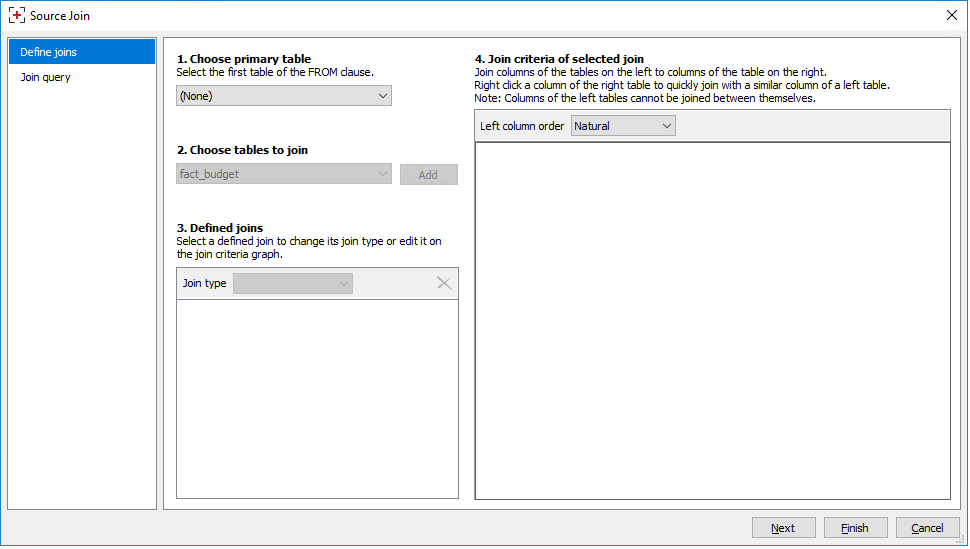 Source Join
Define joins
Join query
1. Choose primary table
Select the first table of the FROM clause.
(None)
2. Choose tables to join
fact_budget
Add
3. Defined joins
Select a defined join to change its join type or edit it on
the join criteria graph.
Join type
4. Join criteria of selected join
Join columns of the tables on the left to columns of the table on the right.
Right click a column of the right table to quickly join with a similar column of a left table.
Note: Columns of the left tables cannot be joined between themselves.
Left column order
Natural
Next
Finish
Cancel